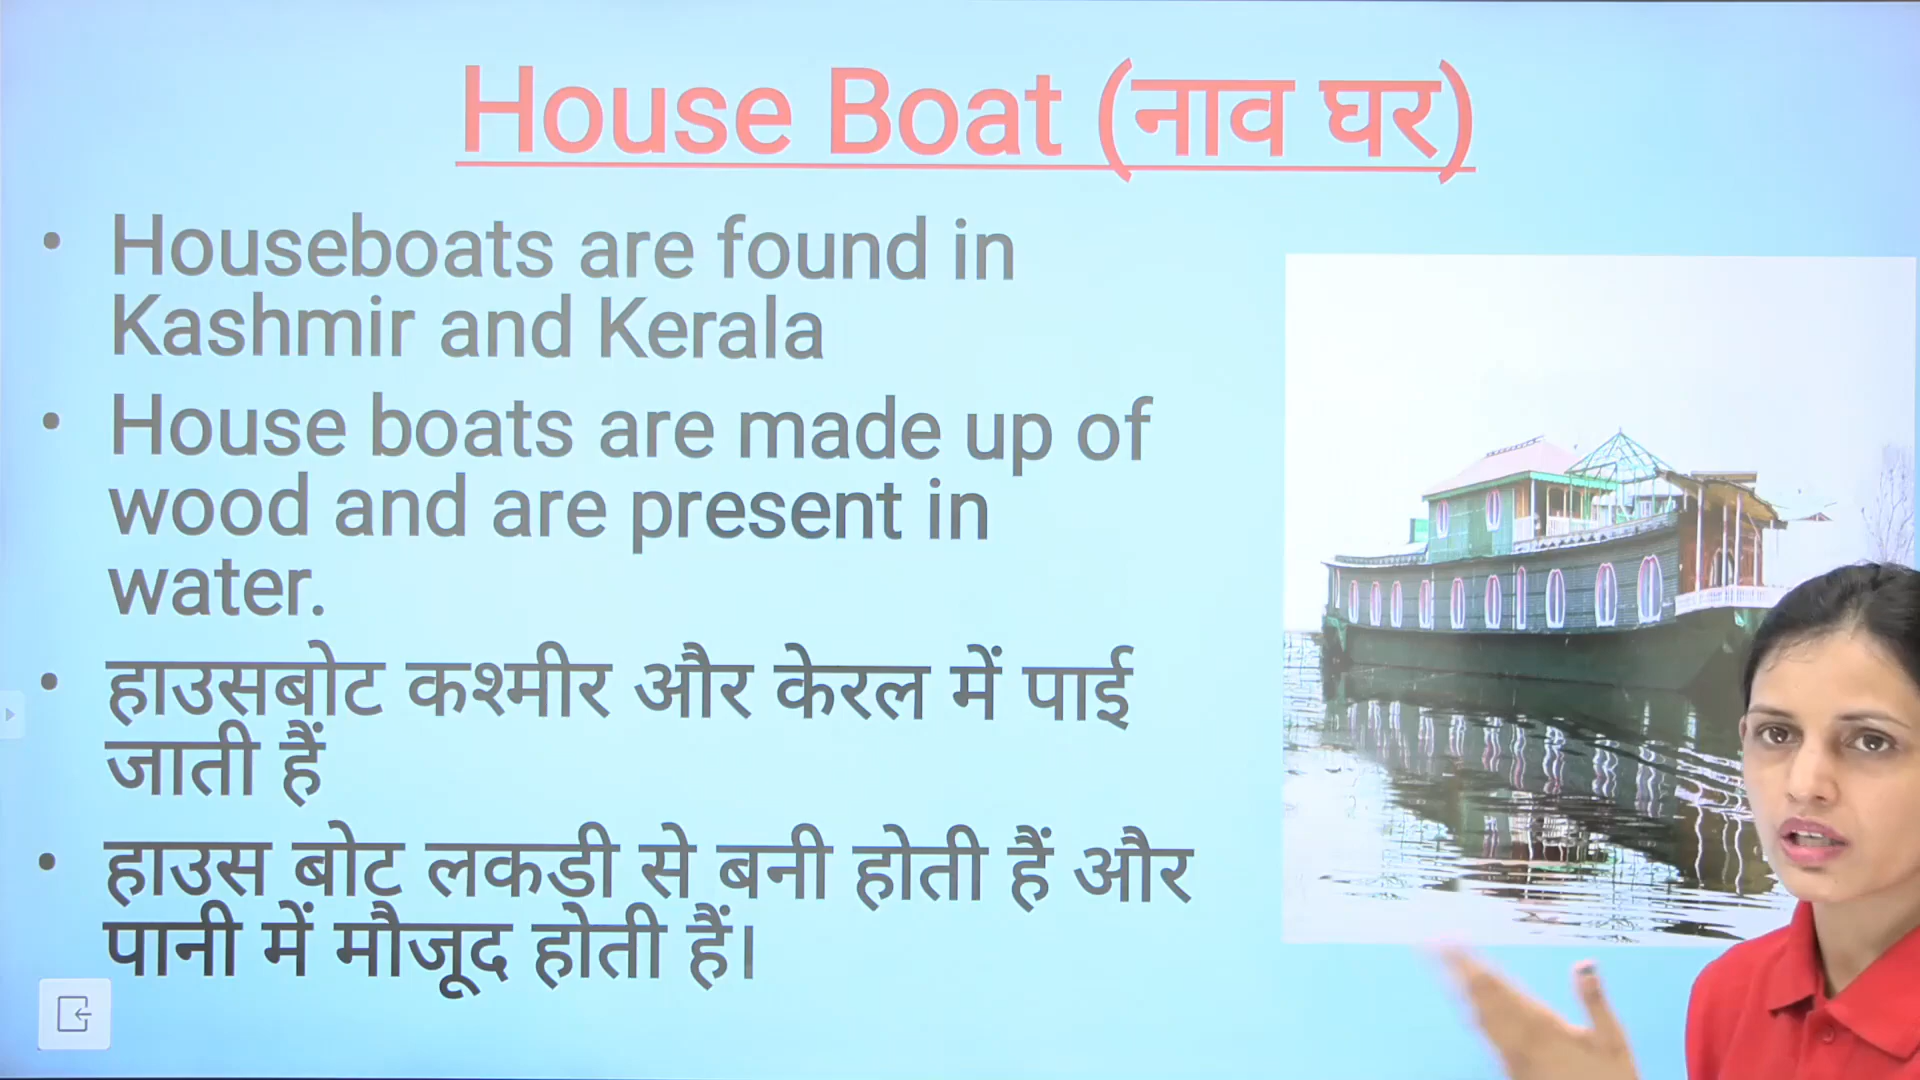 House Boat (नाव घर)
• Houseboats are found in
Kashmir and Kerala
• House boats are made up of
wood and are present in
water.
• हाउसबोट कश्मीर और केरल में पाई
जाती हैं
• हाउस बोट लकडी से बनी होती हैं और
पानी में मौजूद होती हैं।